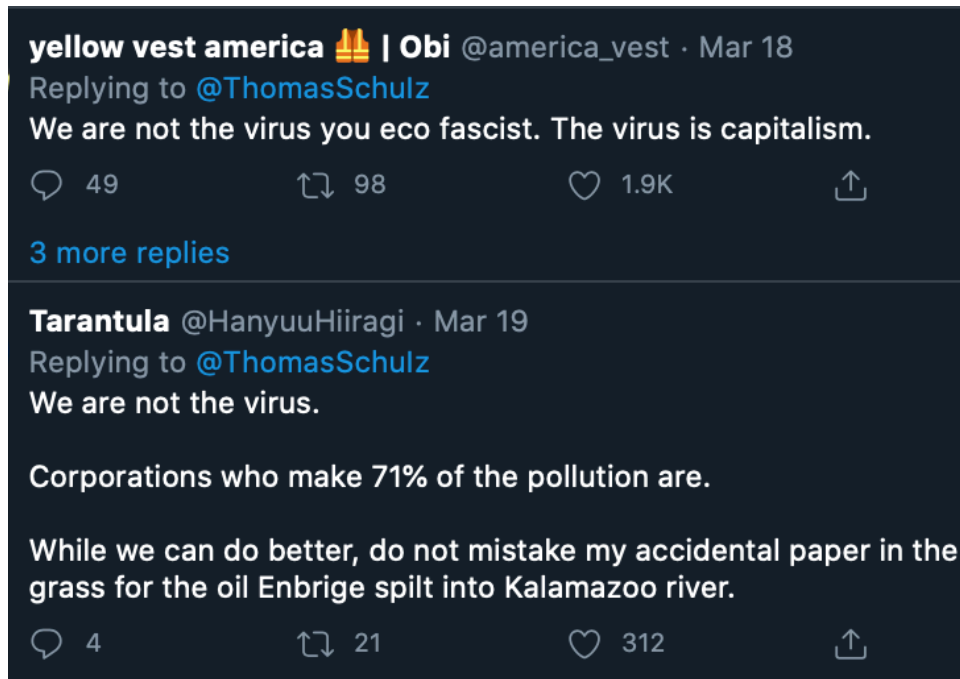 yellow vest america 🦺 | Obi @america_vest · Mar 18
Replying to @ThomasSchulz
We are not the virus you eco fascist. The virus is capitalism.
49 98 1.9K
3 more replies
Tarantula @HanyuuHiiragi · Mar 19
Replying to @ThomasSchulz
We are not the virus.
Corporations who make 71% of the pollution are.
While we can do better, do not mistake my accidental paper in the
grass for the oil Enbrige spilt into Kalamazoo river.
4 21 312